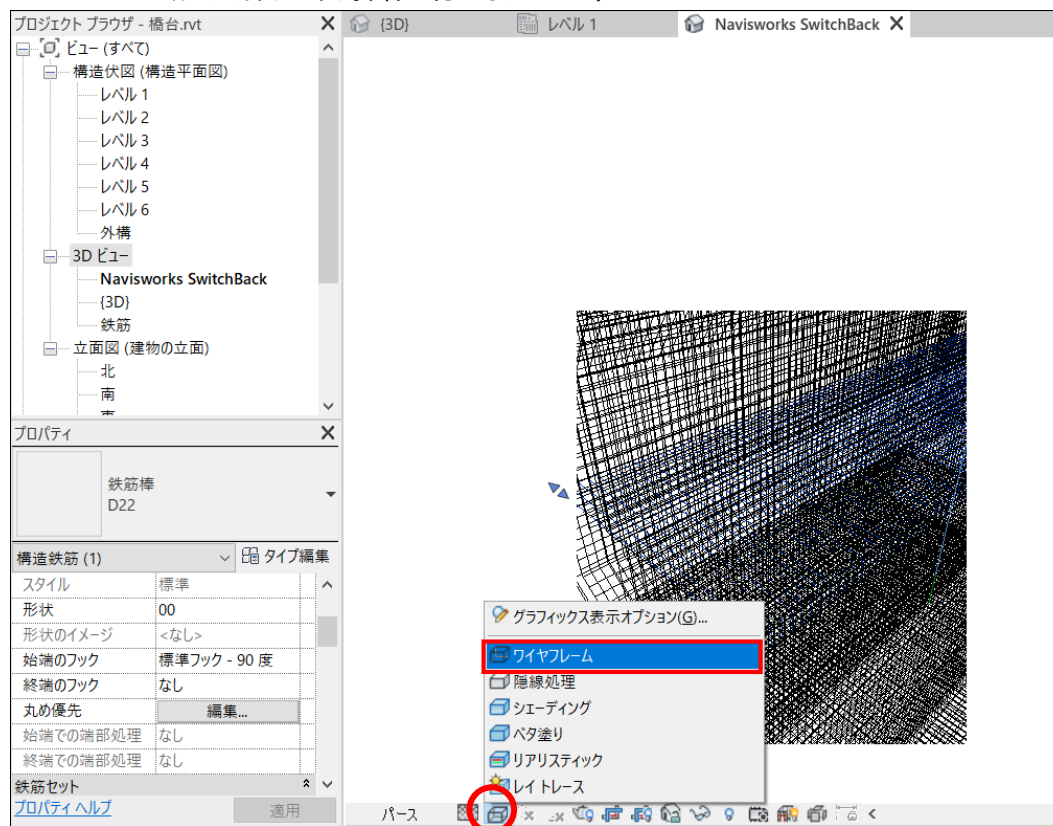 プロジェクト ブラウザ - 橋台.rvt
{3D}
レベル 1
Navisworks SwitchBack
ビュー (すべて)
構造伏図 (構造平面図)
レベル 1
レベル 2
レベル 3
レベル 4
レベル 5
レベル 6
外構
3D ビュー
Navisworks SwitchBack
{3D}
鉄筋
立面図 (建物の立面)
北
南
プロパティ
鉄筋棒
D22
構造鉄筋 (1)
タイプ編集
スタイル 標準
形状 00
形状のイメージ <なし>
始端のフック 標準フック - 90 度
終端のフック なし
丸め優先 編集...
始端での端部処理 なし
終端での端部処理 なし
鉄筋セット
プロパティ ヘルプ
適用
グラフィックス表示オプション(G)...
ワイヤフレーム
隠線処理
シェーディング
ベタ塗り
リアリスティック
レイ トレース
パース